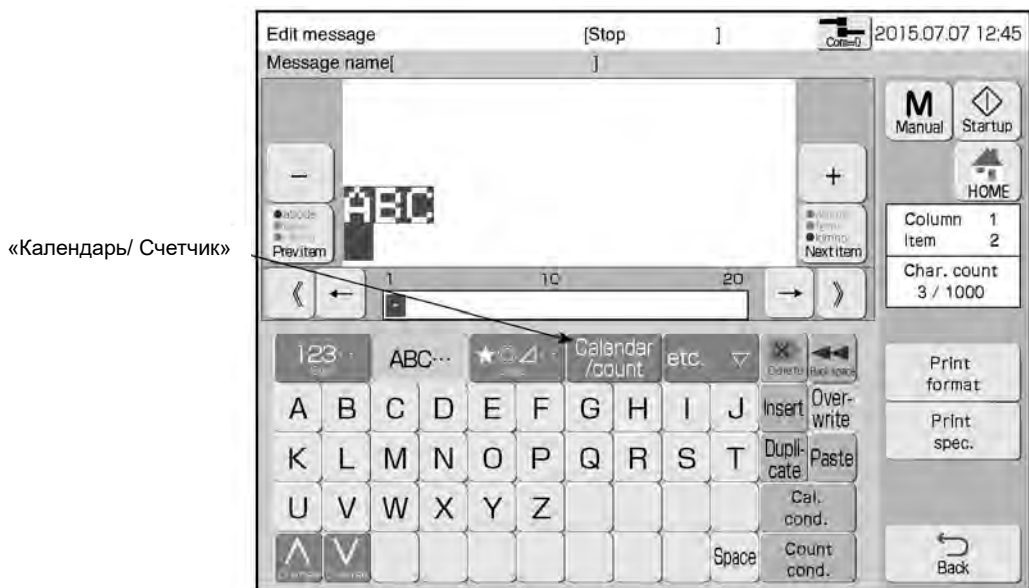 Edit message [Stop ] Com=0 2015.07.07 12:45
Message name[ ]
M
Manual
Startup
HOME
ABC
−
+
Prev.item
Next item
Column 1
Item 2
Char. count
3 / 1000
«Календарь/ Счетчик»
《 ← 1 10 20 → 》
123··
ABC···
★○⊿··
Calendar
/count
etc. ▽
Back space
A B C D E F G H I J Insert Over-
write
K L M N O P Q R S T Dupli-
cate Paste
U V W X Y Z Cal.
cond.
Space Count
cond.
Print
format
Print
spec.
Back